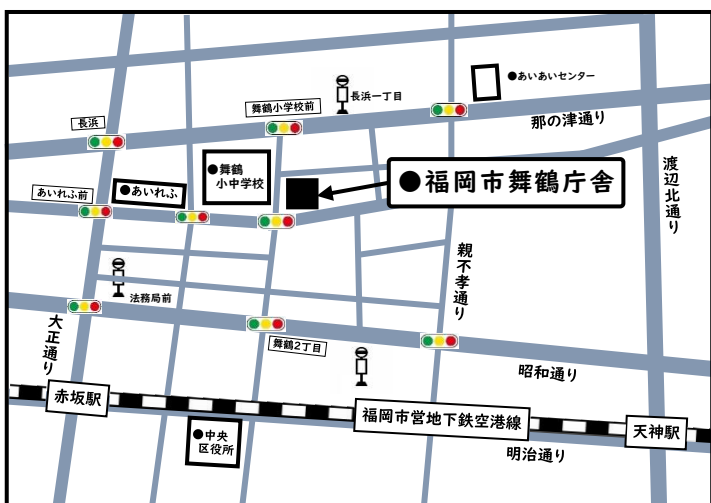 ●あいあいセンター
長浜一丁目
舞鶴小学校前
長浜
那の津通り
●舞鶴
小中学校
●福岡市舞鶴庁舎
渡辺北通り
あいれふ前
●あいれふ
親不孝通り
法務局前
大正通り
舞鶴2丁目
昭和通り
赤坂駅
福岡市営地下鉄空港線
天神駅
●中央
区役所
明治通り